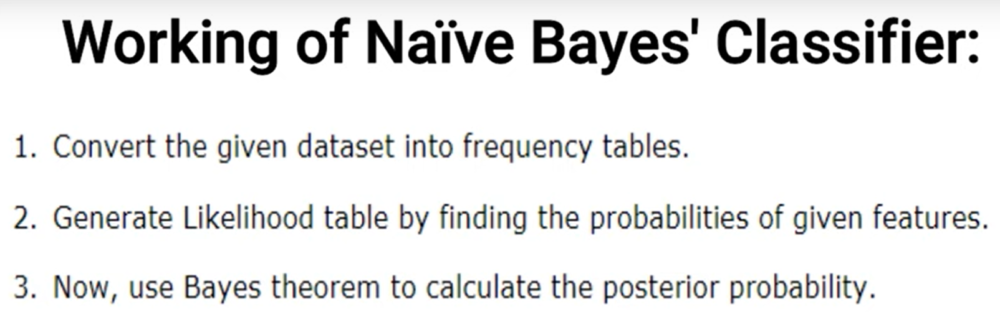 Working of Naïve Bayes' Classifier:
1. Convert the given dataset into frequency tables.
2. Generate Likelihood table by finding the probabilities of given features.
3. Now, use Bayes theorem to calculate the posterior probability.